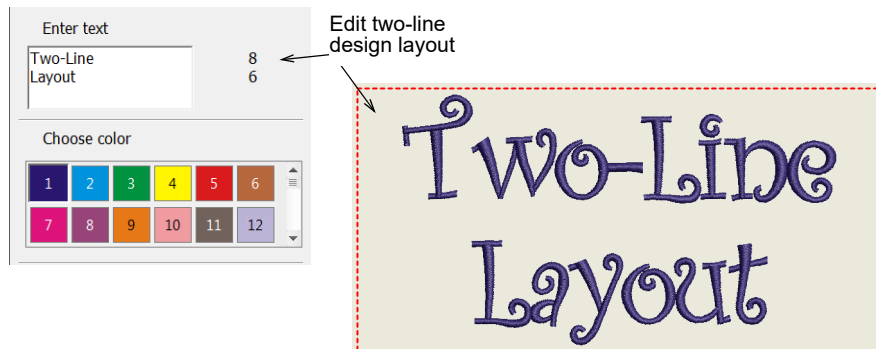 Enter text
Two-Line 8
Layout 6
Edit two-line
design layout
Choose color
1 2 3 4 5 6
7 8 9 10 11 12
Two-Line
Layout